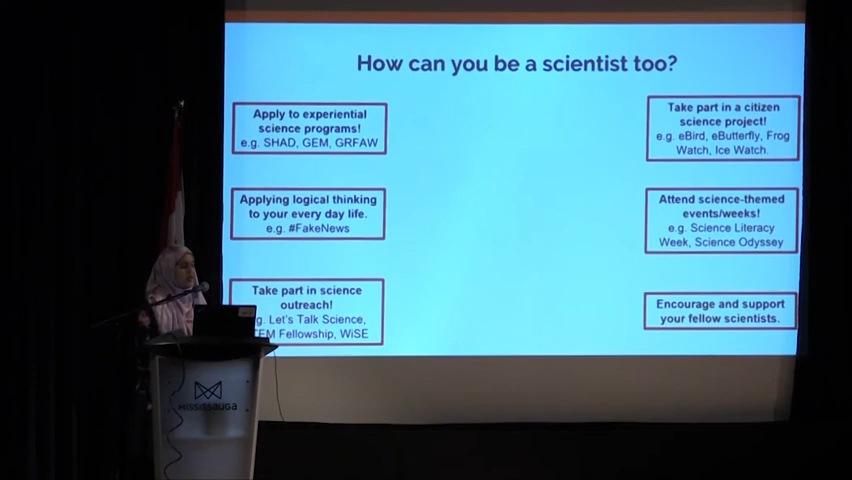 How can you be a scientist too?
Apply to experiential
science programs!
e.g. SHAD, GEM, GRFAW
Applying logical thinking
to your every day life.
e.g. #FakeNews
Take part in science
outreach!
g. Let's Talk Science,
TEM Fellowship, WiSE
Take part in a citizen
science project!
e.g. eBird, eButterfly, Frog
Watch, Ice Watch.
Attend science-themed
events/weeks!
e.g. Science Literacy
Week, Science Odyssey
Encourage and support
your fellow scientists.
MISSISSAUGA